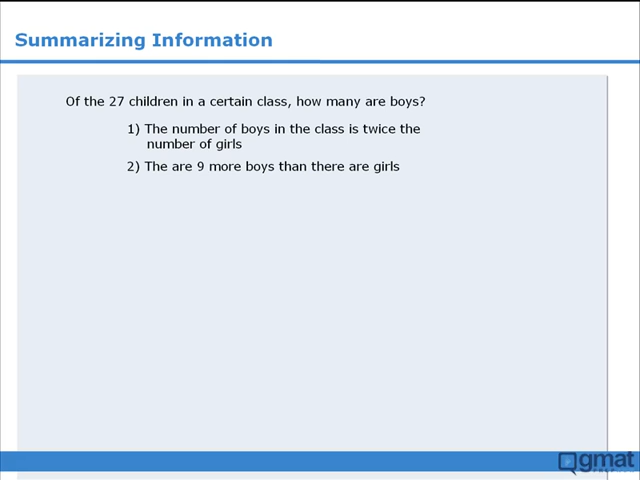 Summarizing Information
Of the 27 children in a certain class, how many are boys?
1) The number of boys in the class is twice the
number of girls
2) The are 9 more boys than there are girls
gmat